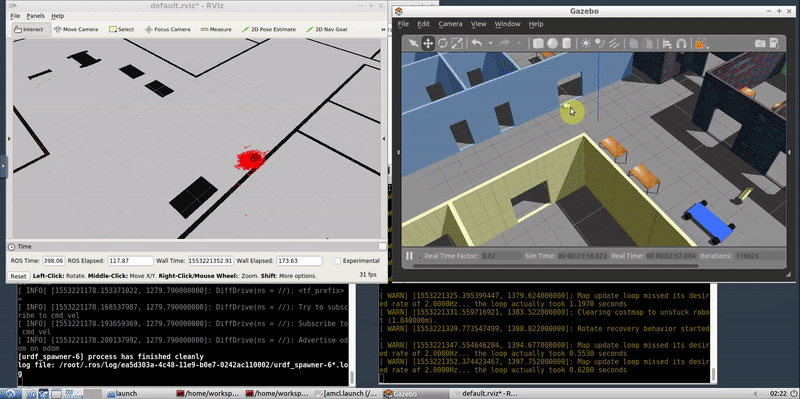 default.rviz* - RViz
File Panels Help
Interact Move Camera Select Focus Camera Measure 2D Pose Estimate 2D Nav Goal
Time
ROS Time: 398.06 ROS Elapsed: 117.87 Wall Time: 1553221352.91 Wall Elapsed: 173.63 Experimental
Reset Left-Click: Rotate. Middle-Click: Move X/Y. Right-Click/Mouse Wheel:: Zoom. Shift: More options. 31 fps
Gazebo
File Edit Camera View Window Help
Real Time Factor: 0.62 Sim Time: 00 00:23:18.023 Real Time: 00 00:02:57.004 Iterations: 119025
[ INFO] [1553221178.153371022, 1279.790000000]: DiffDrive(ns = //): <tf_prefix>
=
[ INFO] [1553221178.168537987, 1279.790000000]: DiffDrive(ns = //): Try to subsc
ribe to cmd_vel
[ INFO] [1553221178.193659369, 1279.790000000]: DiffDrive(ns = //): Subscribe to
cmd_vel
[ INFO] [1553221178.200137992, 1279.790000000]: DiffDrive(ns = //): Advertise od
om on odom
[urdf_spawner-6] process has finished cleanly
log file: /root/.ros/log/ea5d303a-4c48-11e9-b0e7-0242ac110002/urdf_spawner-6*.lo
g
[ WARN] [1553221325.395399447, 1379.624000000]: Map update loop missed its desir
ed rate of 2.0000Hz... the loop actually took 1.1970 seconds
[ WARN] [1553221331.559716921, 1383.522000000]: Clearing costmap to unstuck robo
t (1.840000m).
[ WARN] [1553221339.773547499, 1388.822000000]: Rotate recovery behavior started
.
[ WARN] [1553221347.554646284, 1394.677000000]: Map update loop missed its desir
ed rate of 2.0000Hz... the loop actually took 0.5530 seconds
[ WARN] [1553221352.374423467, 1397.752000000]: Map update loop missed its desir
ed rate of 2.0000Hz... the loop actually took 0.6280 seconds
launch /home/worksp... /home/worksp... [amcl.launch (/... Gazebo default.rviz* - R... 02:22